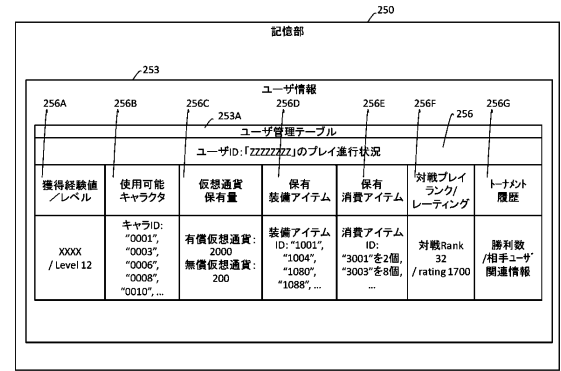 250
記憶部
253
ユーザ情報
256A 256B 256C 256D 256E 256F 256G
253A
256
ユーザ管理テーブル
ユーザID:「ZZZZZZZZ」のプレイ進行状況
獲得経験値
/レベル
使用可能
キャラクタ
仮想通貨
保有量
保有
装備アイテム
保有
消費アイテム
対戦プレイ
ランク/
レーティング
トーナメント
履歴
XXXX
/ Level 12
キャラID:
"0001",
"0003",
"0006",
"0008",
"0010", ...
有償仮想通貨:
2000
無償仮想通貨:
200
装備アイテム
ID: "1001",
"1004",
"1080",
"1088", ...
消費アイテム
ID:
"3001"を2個,
"3003"を8個,
...
対戦Rank
32
/ rating 1700
勝利数
/相手ユーザ
関連情報